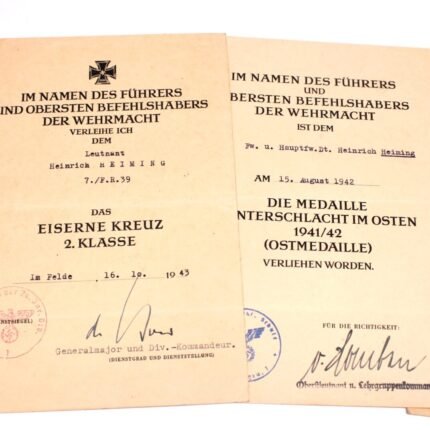 IM NAMEN DES FÜHRERS
UND OBERSTEN BEFEHLSHABERS
DER WEHRMACHT
VERLEIHE ICH
DEM
Leutnant
Heinrich HEIMING
7./F.R.39
DAS
EISERNE KREUZ
2. KLASSE
Im Felde 16. 10. 1943
(DIENSTSIEGEL)
Generalmajor und Div.-Kommandeur.
(DIENSTGRAD UND DIENSTSTELLUNG)
IM NAMEN DES FÜHRERS
UND
BERSTEN BEFEHLSHABERS
DER WEHRMACHT
IST DEM
Fw. u. Hauptfw.Dt. Heinrich Heiming
AM 15. August 1942
DIE MEDAILLE
NTERSCHLACHT IM OSTEN
1941/42
(OSTMEDAILLE)
VERLIEHEN WORDEN.
FÜR DIE RICHTIGKEIT:
Oberstleutnant u. Lehrgruppenkomman